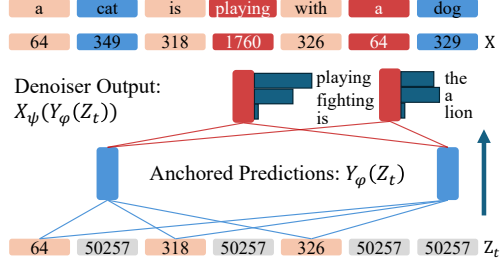 a cat is playing with a dog
64 349 318 1760 326 64 329 X
Denoiser Output:
X_ψ(Y_φ(Z_t))
playing
fighting
is
the
a
lion
Anchored Predictions: Y_φ(Z_t)
64 50257 318 50257 326 50257 50257 Z_t